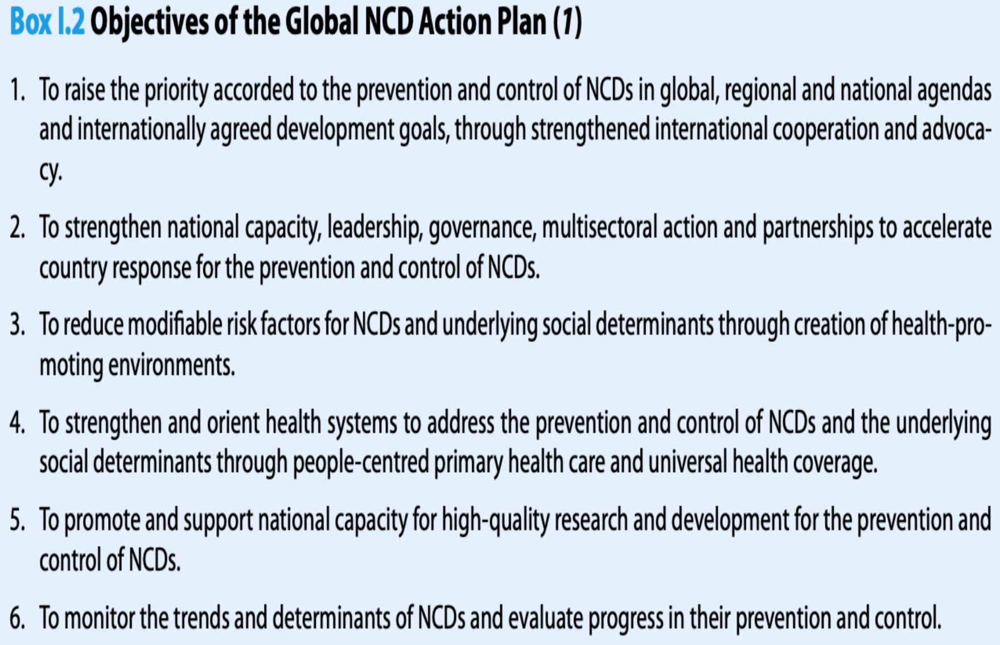 Box I.2 Objectives of the Global NCD Action Plan (1)
1. To raise the priority accorded to the prevention and control of NCDs in global, regional and national agendas
and internationally agreed development goals, through strengthened international cooperation and advoca-
cy.
2. To strengthen national capacity, leadership, governance, multisectoral action and partnerships to accelerate
country response for the prevention and control of NCDs.
3. To reduce modifiable risk factors for NCDs and underlying social determinants through creation of health-pro-
moting environments.
4. To strengthen and orient health systems to address the prevention and control of NCDs and the underlying
social determinants through people-centred primary health care and universal health coverage.
5. To promote and support national capacity for high-quality research and development for the prevention and
control of NCDs.
6. To monitor the trends and determinants of NCDs and evaluate progress in their prevention and control.